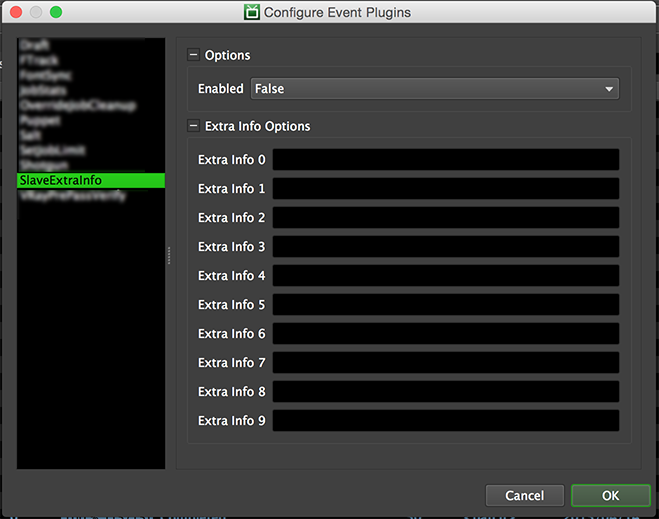 Configure Event Plugins
Draft
FTrack
FontSync
JobStats
OverrideJobCleanup
Puppet
Salt
SetJobLimit
Shotgun
SlaveExtraInfo
VRayPrePassVerify
Options
Enabled False
Extra Info Options
Extra Info 0
Extra Info 1
Extra Info 2
Extra Info 3
Extra Info 4
Extra Info 5
Extra Info 6
Extra Info 7
Extra Info 8
Extra Info 9
Cancel OK